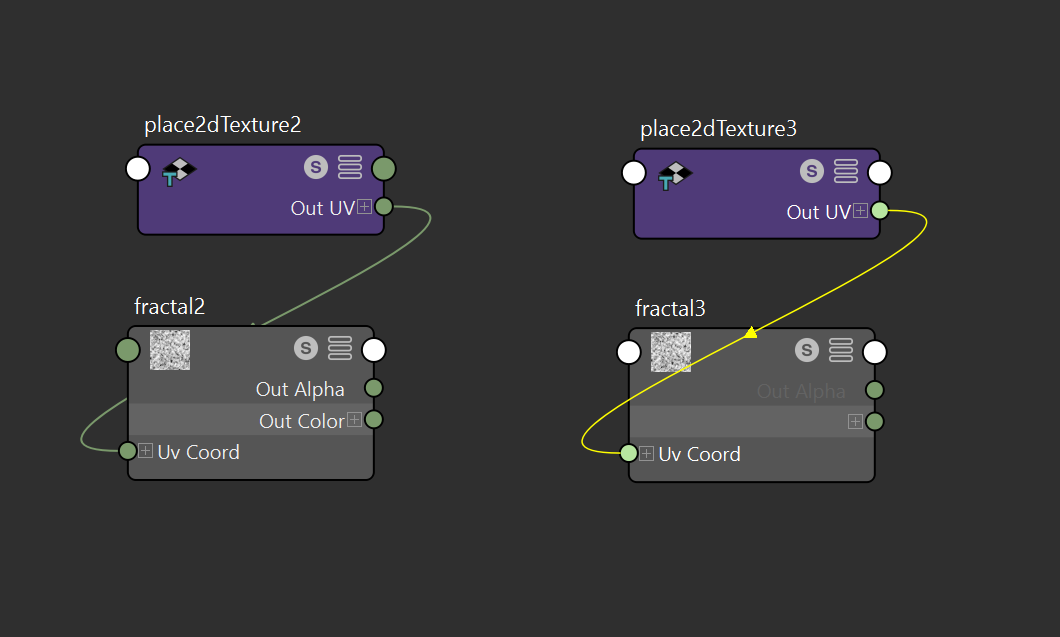 place2dTexture2
S
Out UV
fractal2
S
Out Alpha
Out Color
Uv Coord
place2dTexture3
S
Out UV
fractal3
S
Out Alpha
Uv Coord